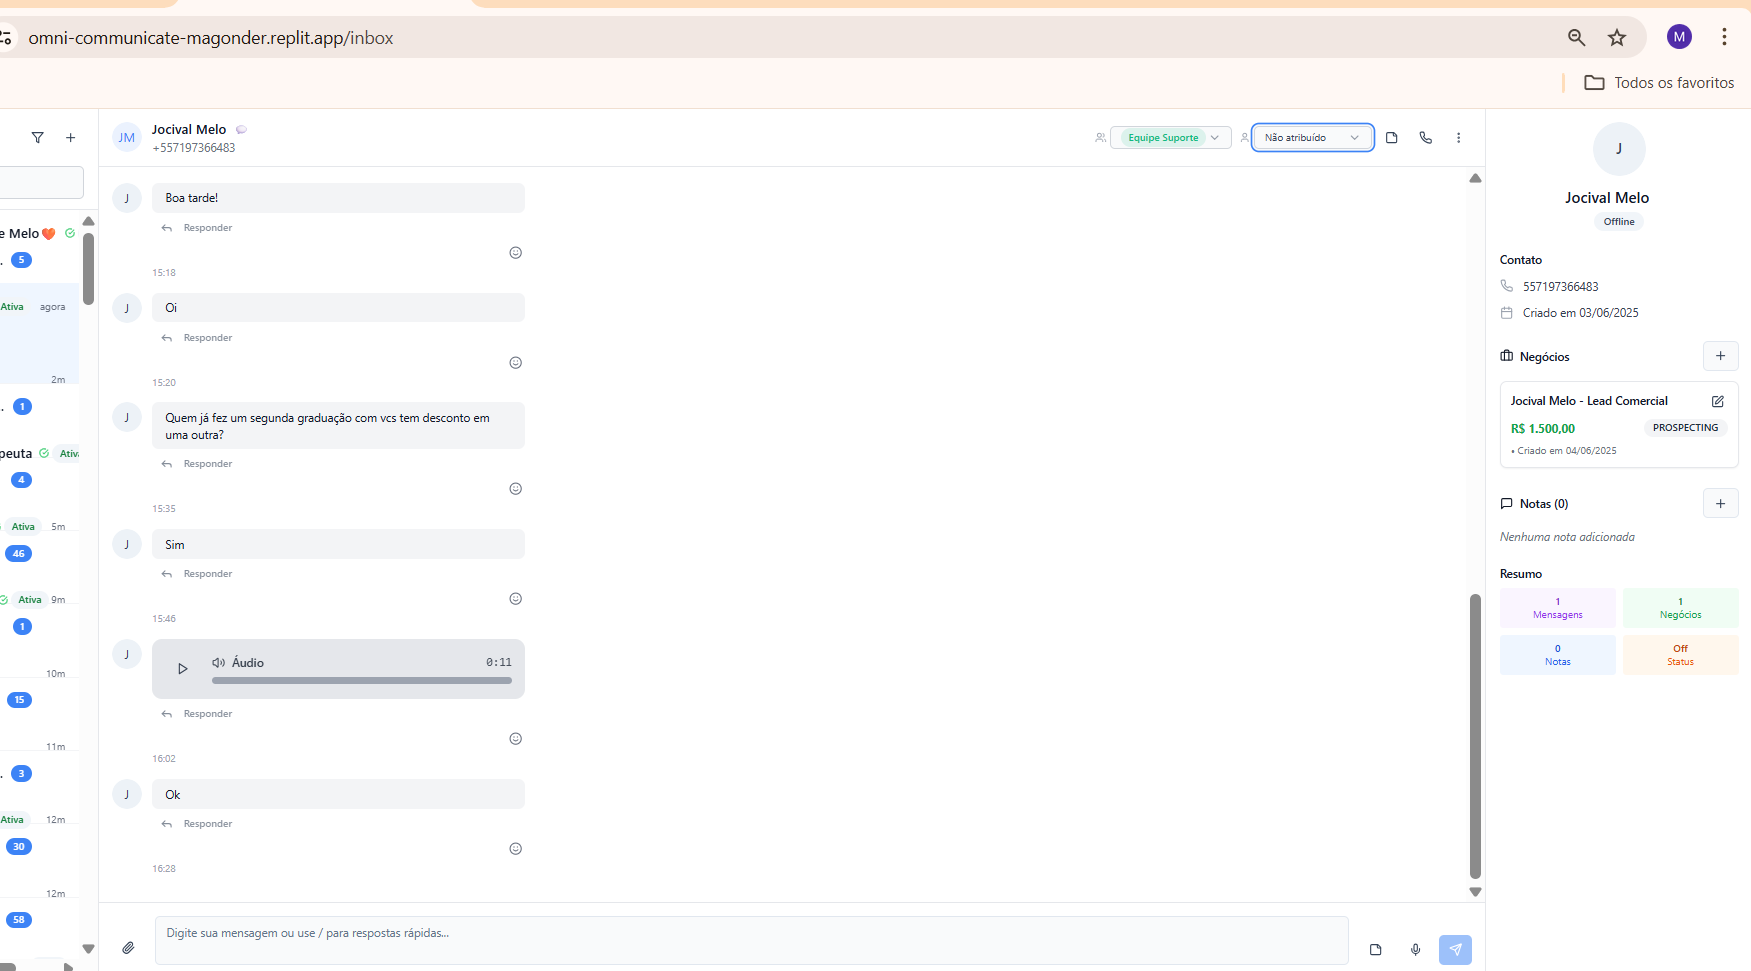 omni-communicate-magonder.replit.app/inbox
M
Todos os favoritos
e Melo
. 5
Ativa agora
2m
. 1
peuta Ativa
4
Ativa 5m
46
Ativa 9m
1
10m
15
11m
. 3
Ativa 12m
30
12m
58
JM
Jocival Melo
+557197366483
Equipe Suporte
Não atribuído
J
Boa tarde!
Responder
15:18
J
Oi
Responder
15:20
J
Quem já fez um segunda graduação com vcs tem desconto em
uma outra?
Responder
15:35
J
Sim
Responder
15:46
J
Áudio 0:11
Responder
16:02
J
Ok
Responder
16:28
Digite sua mensagem ou use / para respostas rápidas...
J
Jocival Melo
Offline
Contato
557197366483
Criado em 03/06/2025
Negócios
Jocival Melo - Lead Comercial
R$ 1.500,00 PROSPECTING
• Criado em 04/06/2025
Notas (0)
Nenhuma nota adicionada
Resumo
1
Mensagens
1
Negócios
0
Notas
Off
Status